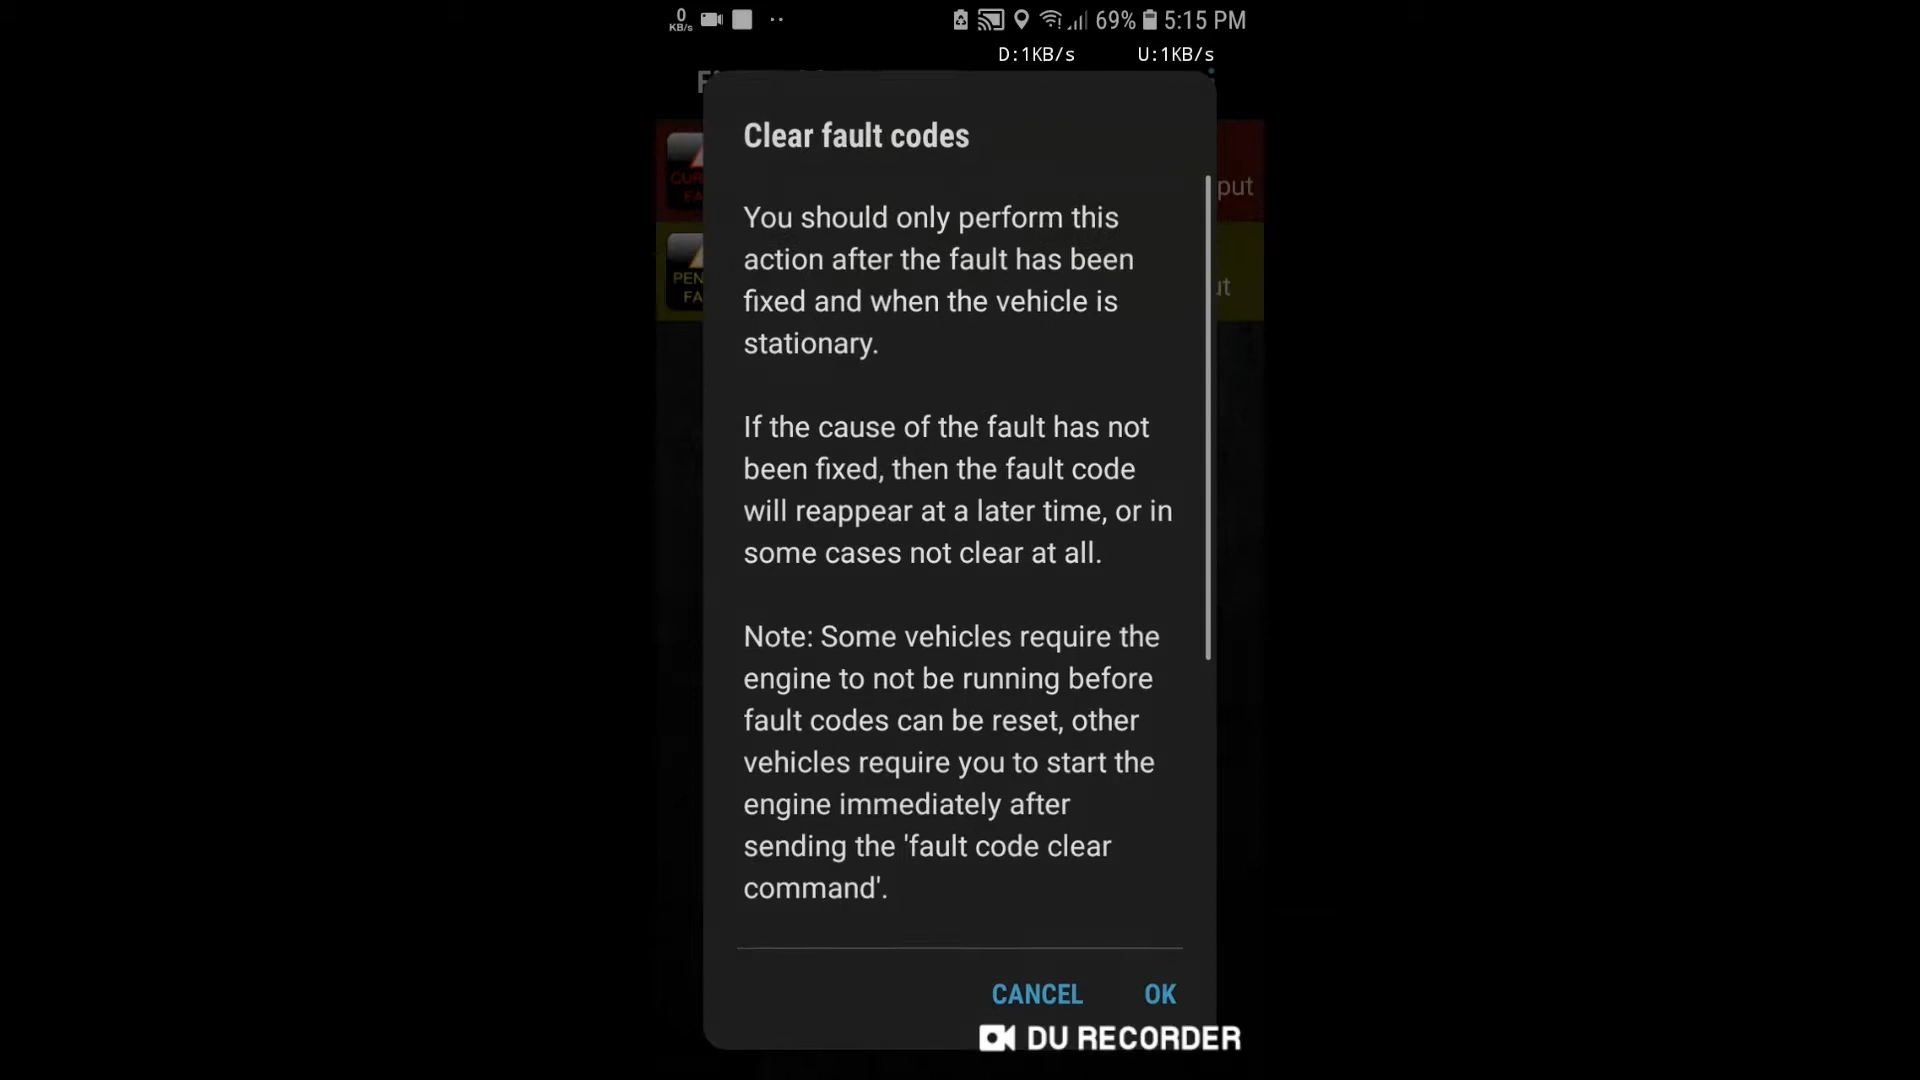 0
KB/s
69%
5:15 PM
D:1KB/s
U:1KB/s
Clear fault codes
You should only perform this
action after the fault has been
fixed and when the vehicle is
stationary.
If the cause of the fault has not
been fixed, then the fault code
will reappear at a later time, or in
some cases not clear at all.
Note: Some vehicles require the
engine to not be running before
fault codes can be reset, other
vehicles require you to start the
engine immediately after
sending the 'fault code clear
command'.
CANCEL
OK
DU RECORDER